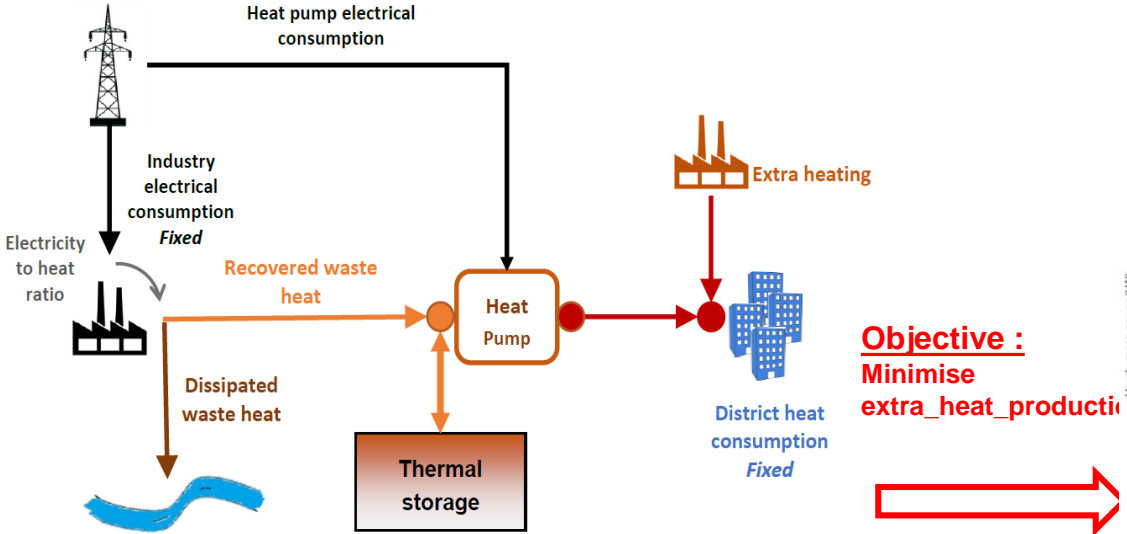 Heat pump electrical
consumption
Industry
electrical
consumption
Fixed
Electricity
to heat
ratio
Recovered waste
heat
Heat
Pump
Extra heating
Dissipated
waste heat
Thermal
storage
District heat
consumption
Fixed
Objective :
Minimise
extra_heat_productio